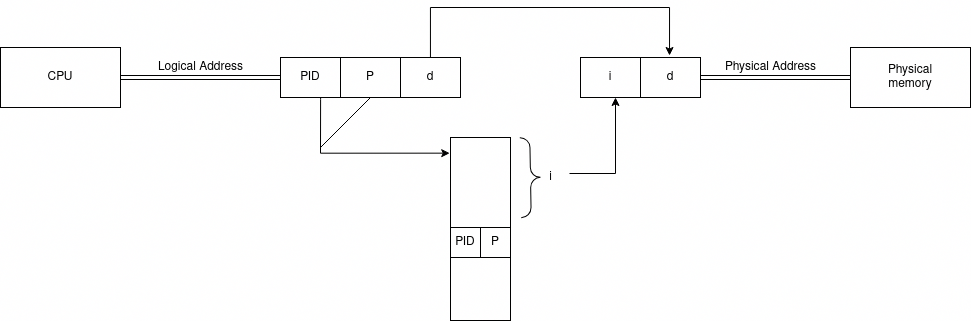 CPU
Logical Address
PID
P
d
i
d
Physical Address
Physical
memory
i
PID
P